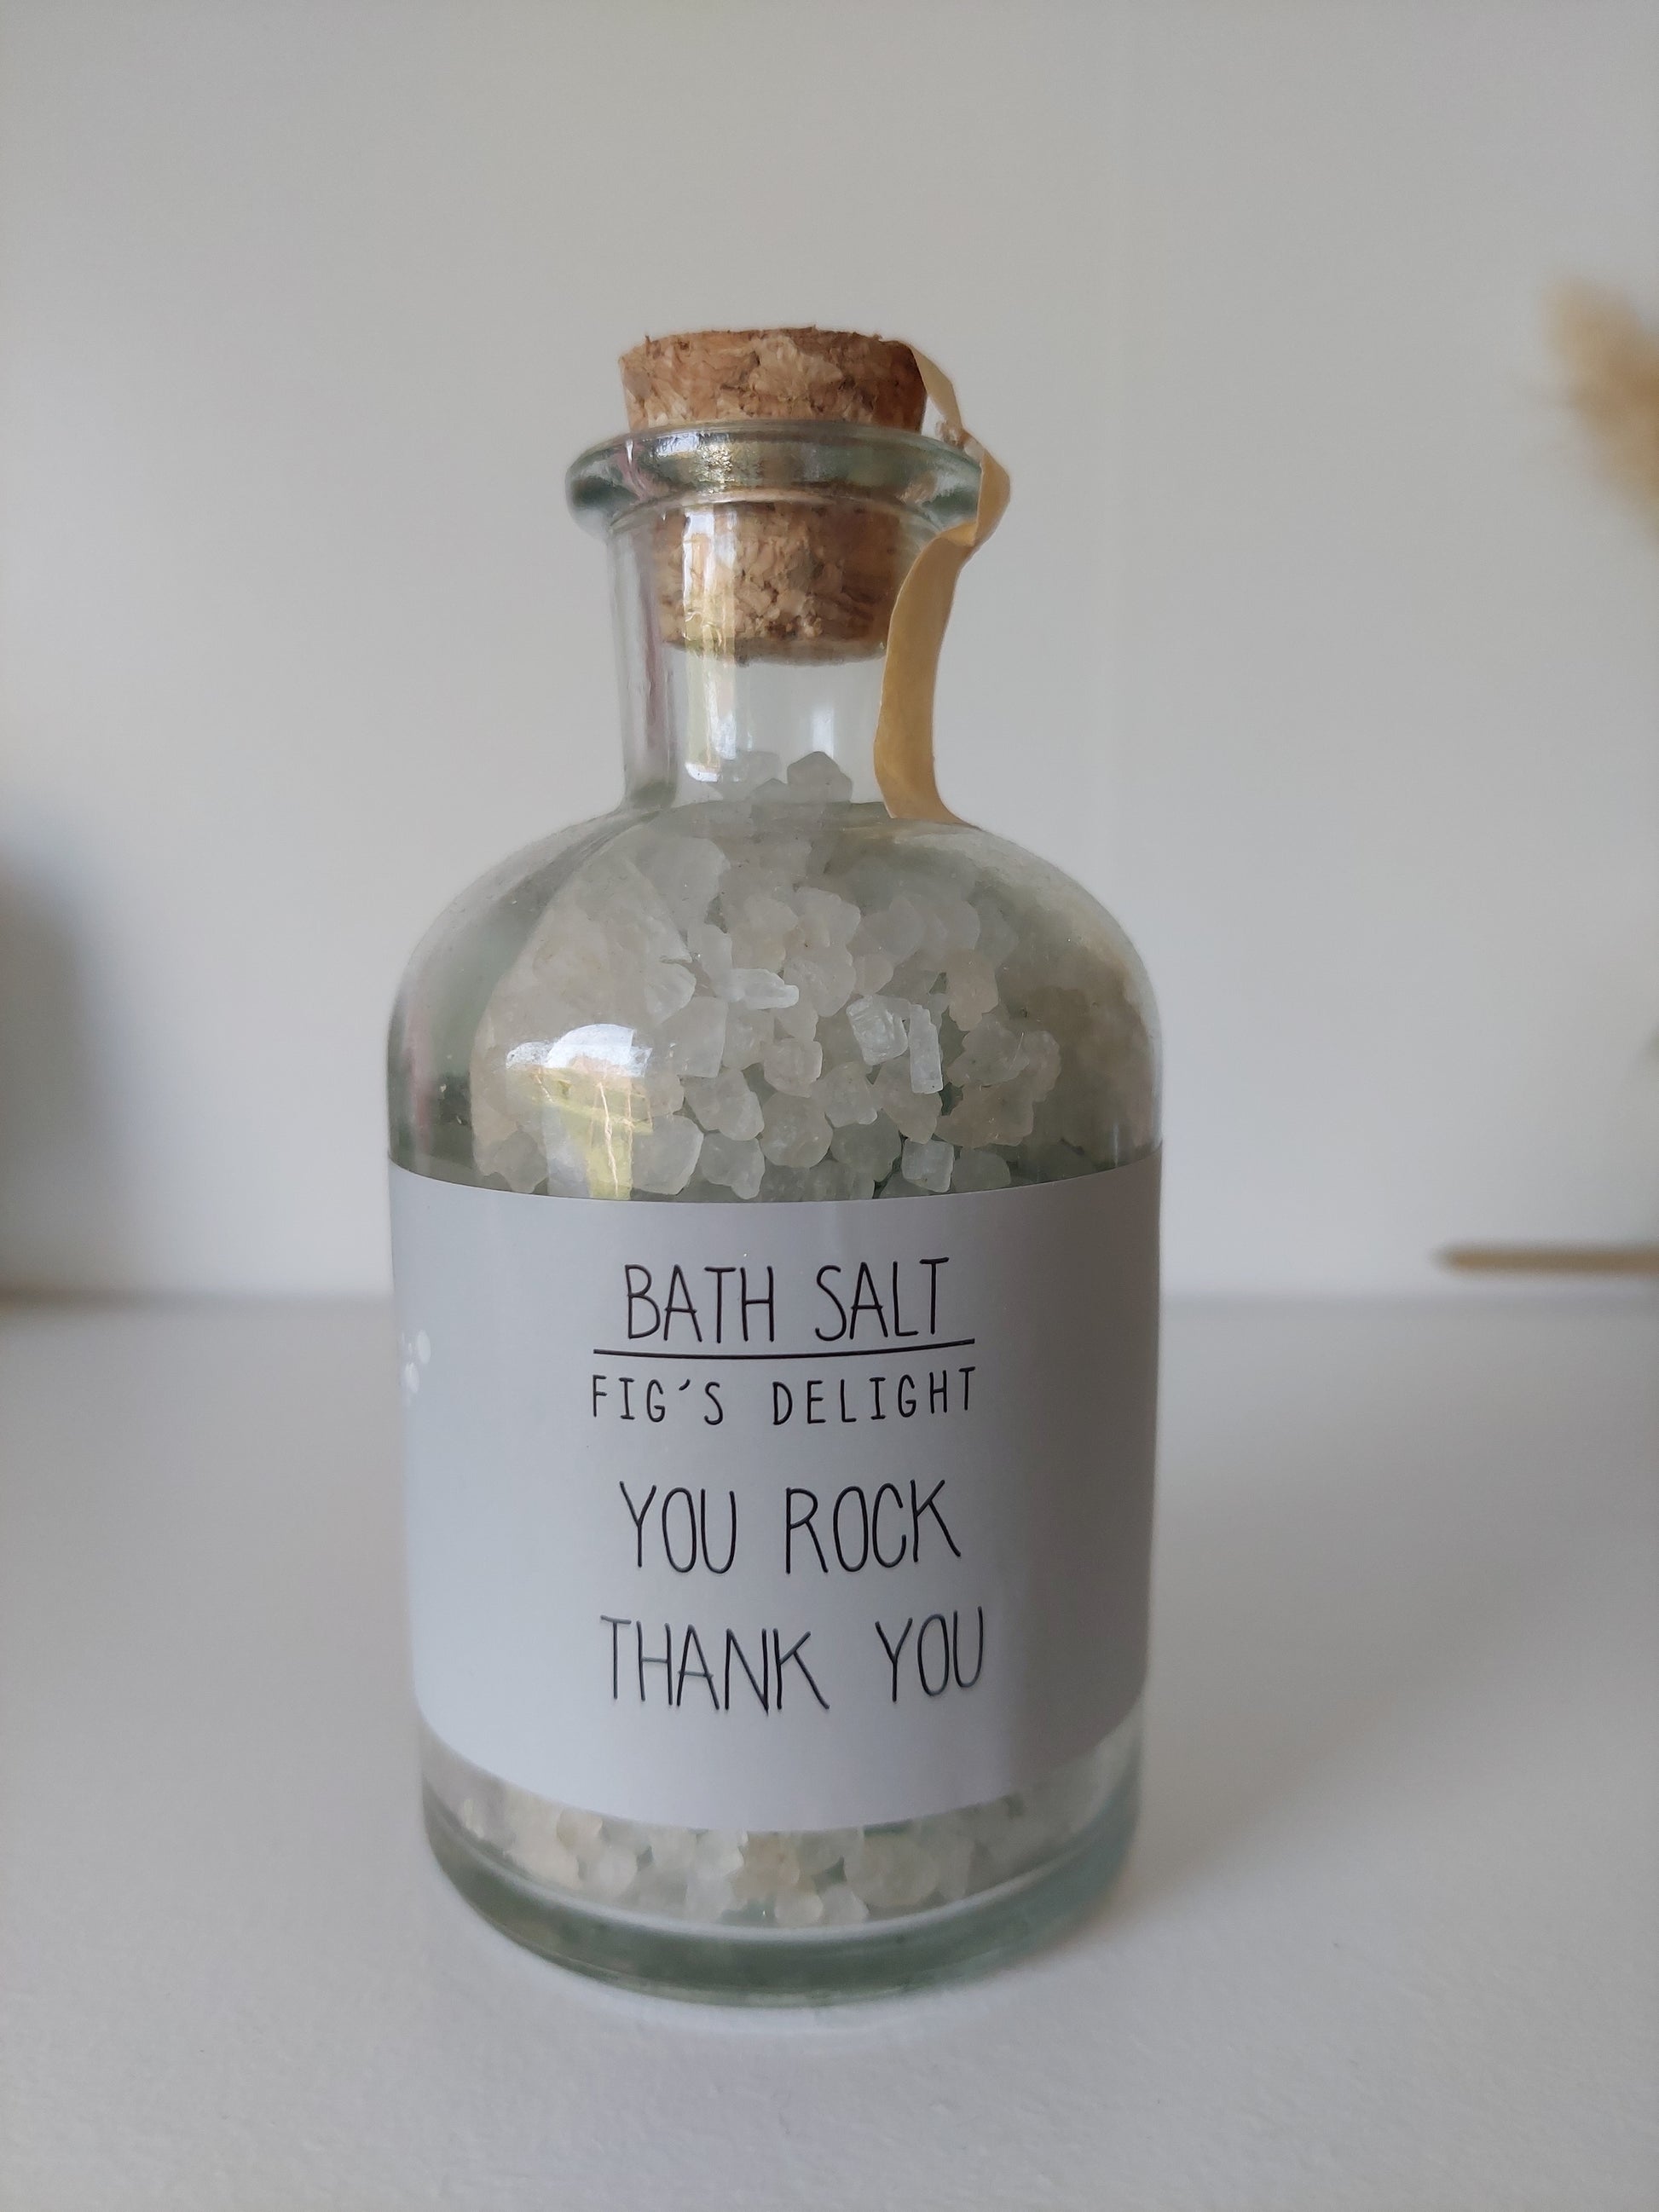 BATH SALT
FIG´S DELIGHT
YOU ROCK
THANK YOU